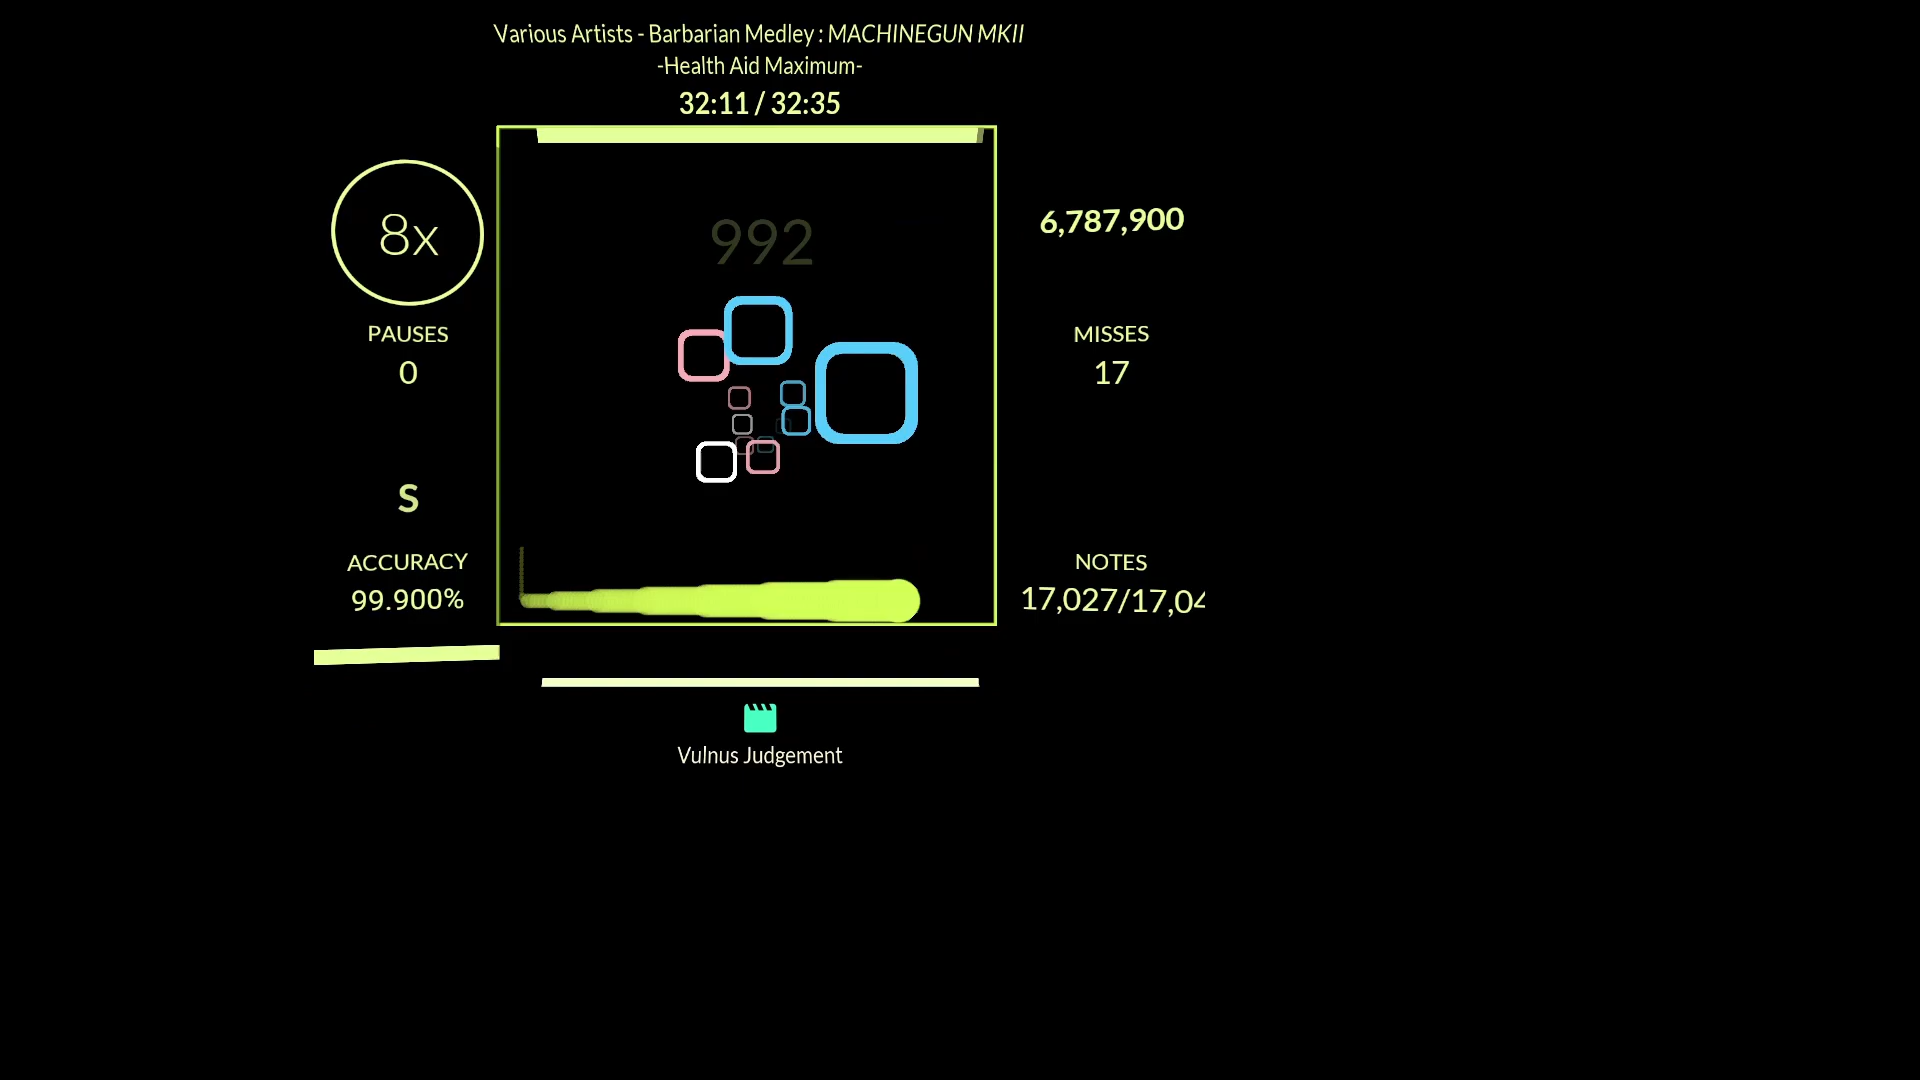 Various Artists - Barbarian Medley : MACHINEGUN MKII
-Health Aid Maximum-
32:11 / 32:35
8x
992
6,787,900
PAUSES
0
MISSES
17
S
ACCURACY
99.900%
NOTES
17,027/17,04
Vulnus Judgement